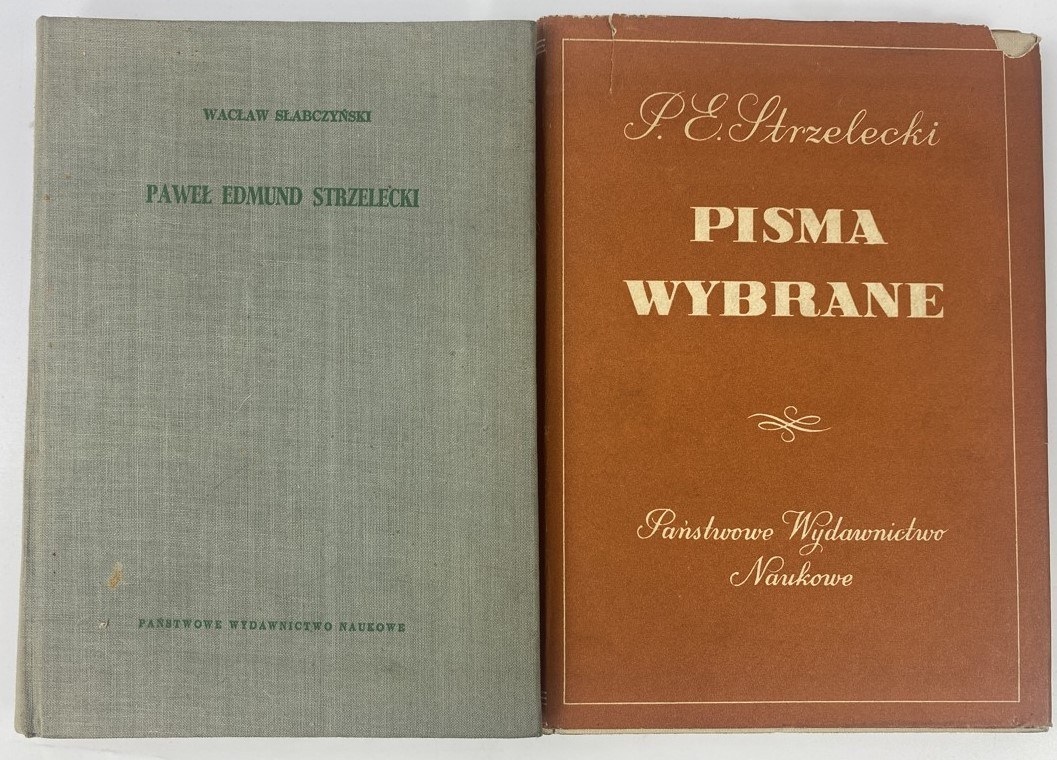 WACŁAW SŁABCZYŃSKI
PAWEŁ EDMUND STRZELECKI
PAŃSTWOWE WYDAWNICTWO NAUKOWE
P. E. Strzelecki
PISMA
WYBRANE
Państwowe Wydawnictwo
Naukowe